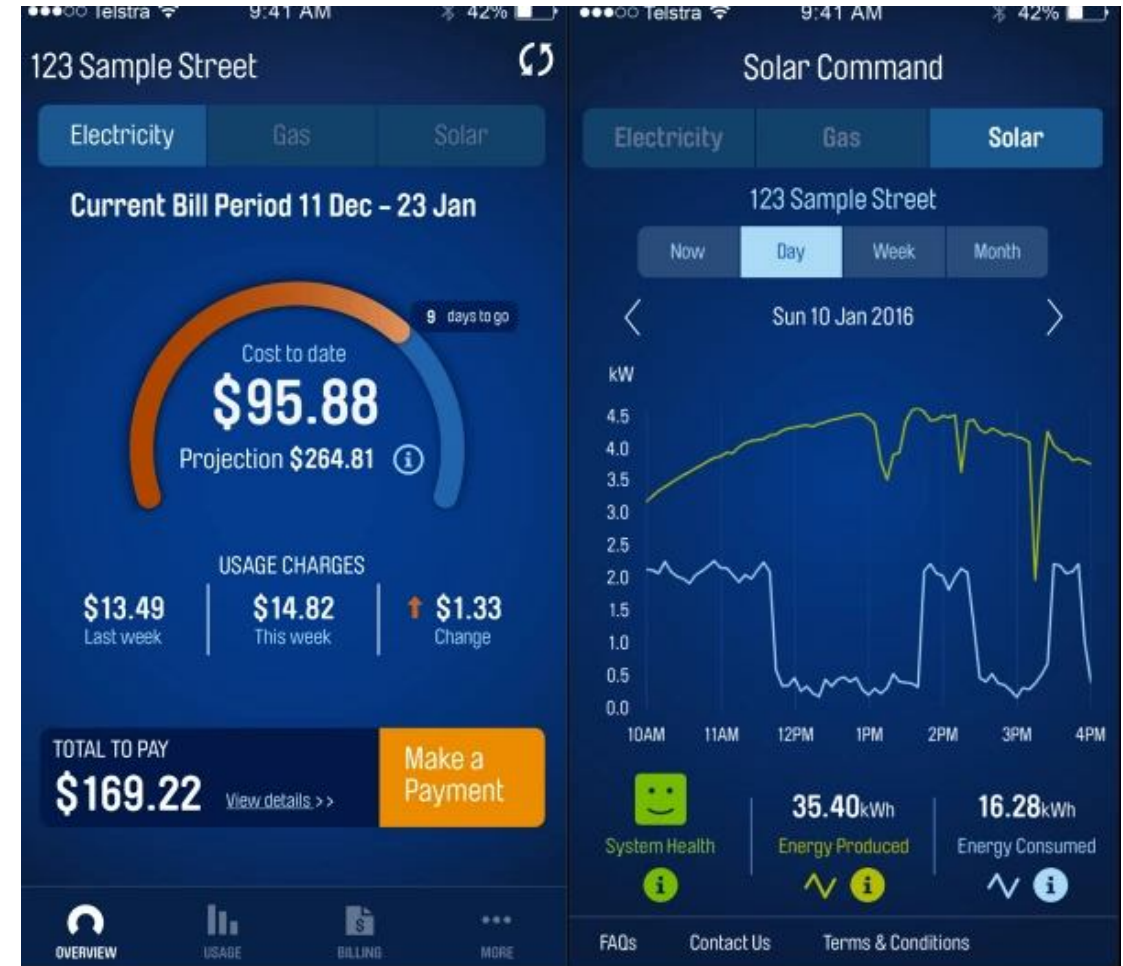 Telstra 9:41 AM 42%
123 Sample Street
Electricity Gas Solar
Current Bill Period 11 Dec – 23 Jan
9 days to go
Cost to date
$95.88
Projection $264.81 i
USAGE CHARGES
$13.49 $14.82 $1.33
Last week This week Change
TOTAL TO PAY
$169.22 View details >>
Make a
Payment
OVERVIEW USAGE BILLING MORE
Telstra 9:41 AM 42%
Solar Command
Electricity Gas Solar
123 Sample Street
Now Day Week Month
Sun 10 Jan 2016
kW
4.5
4.0
3.5
3.0
2.5
2.0
1.5
1.0
0.5
0.0
10AM 11AM 12PM 1PM 2PM 3PM 4PM
35.40kWh 16.28kWh
System Health Energy Produced Energy Consumed
i i i
FAQs Contact Us Terms & Conditions